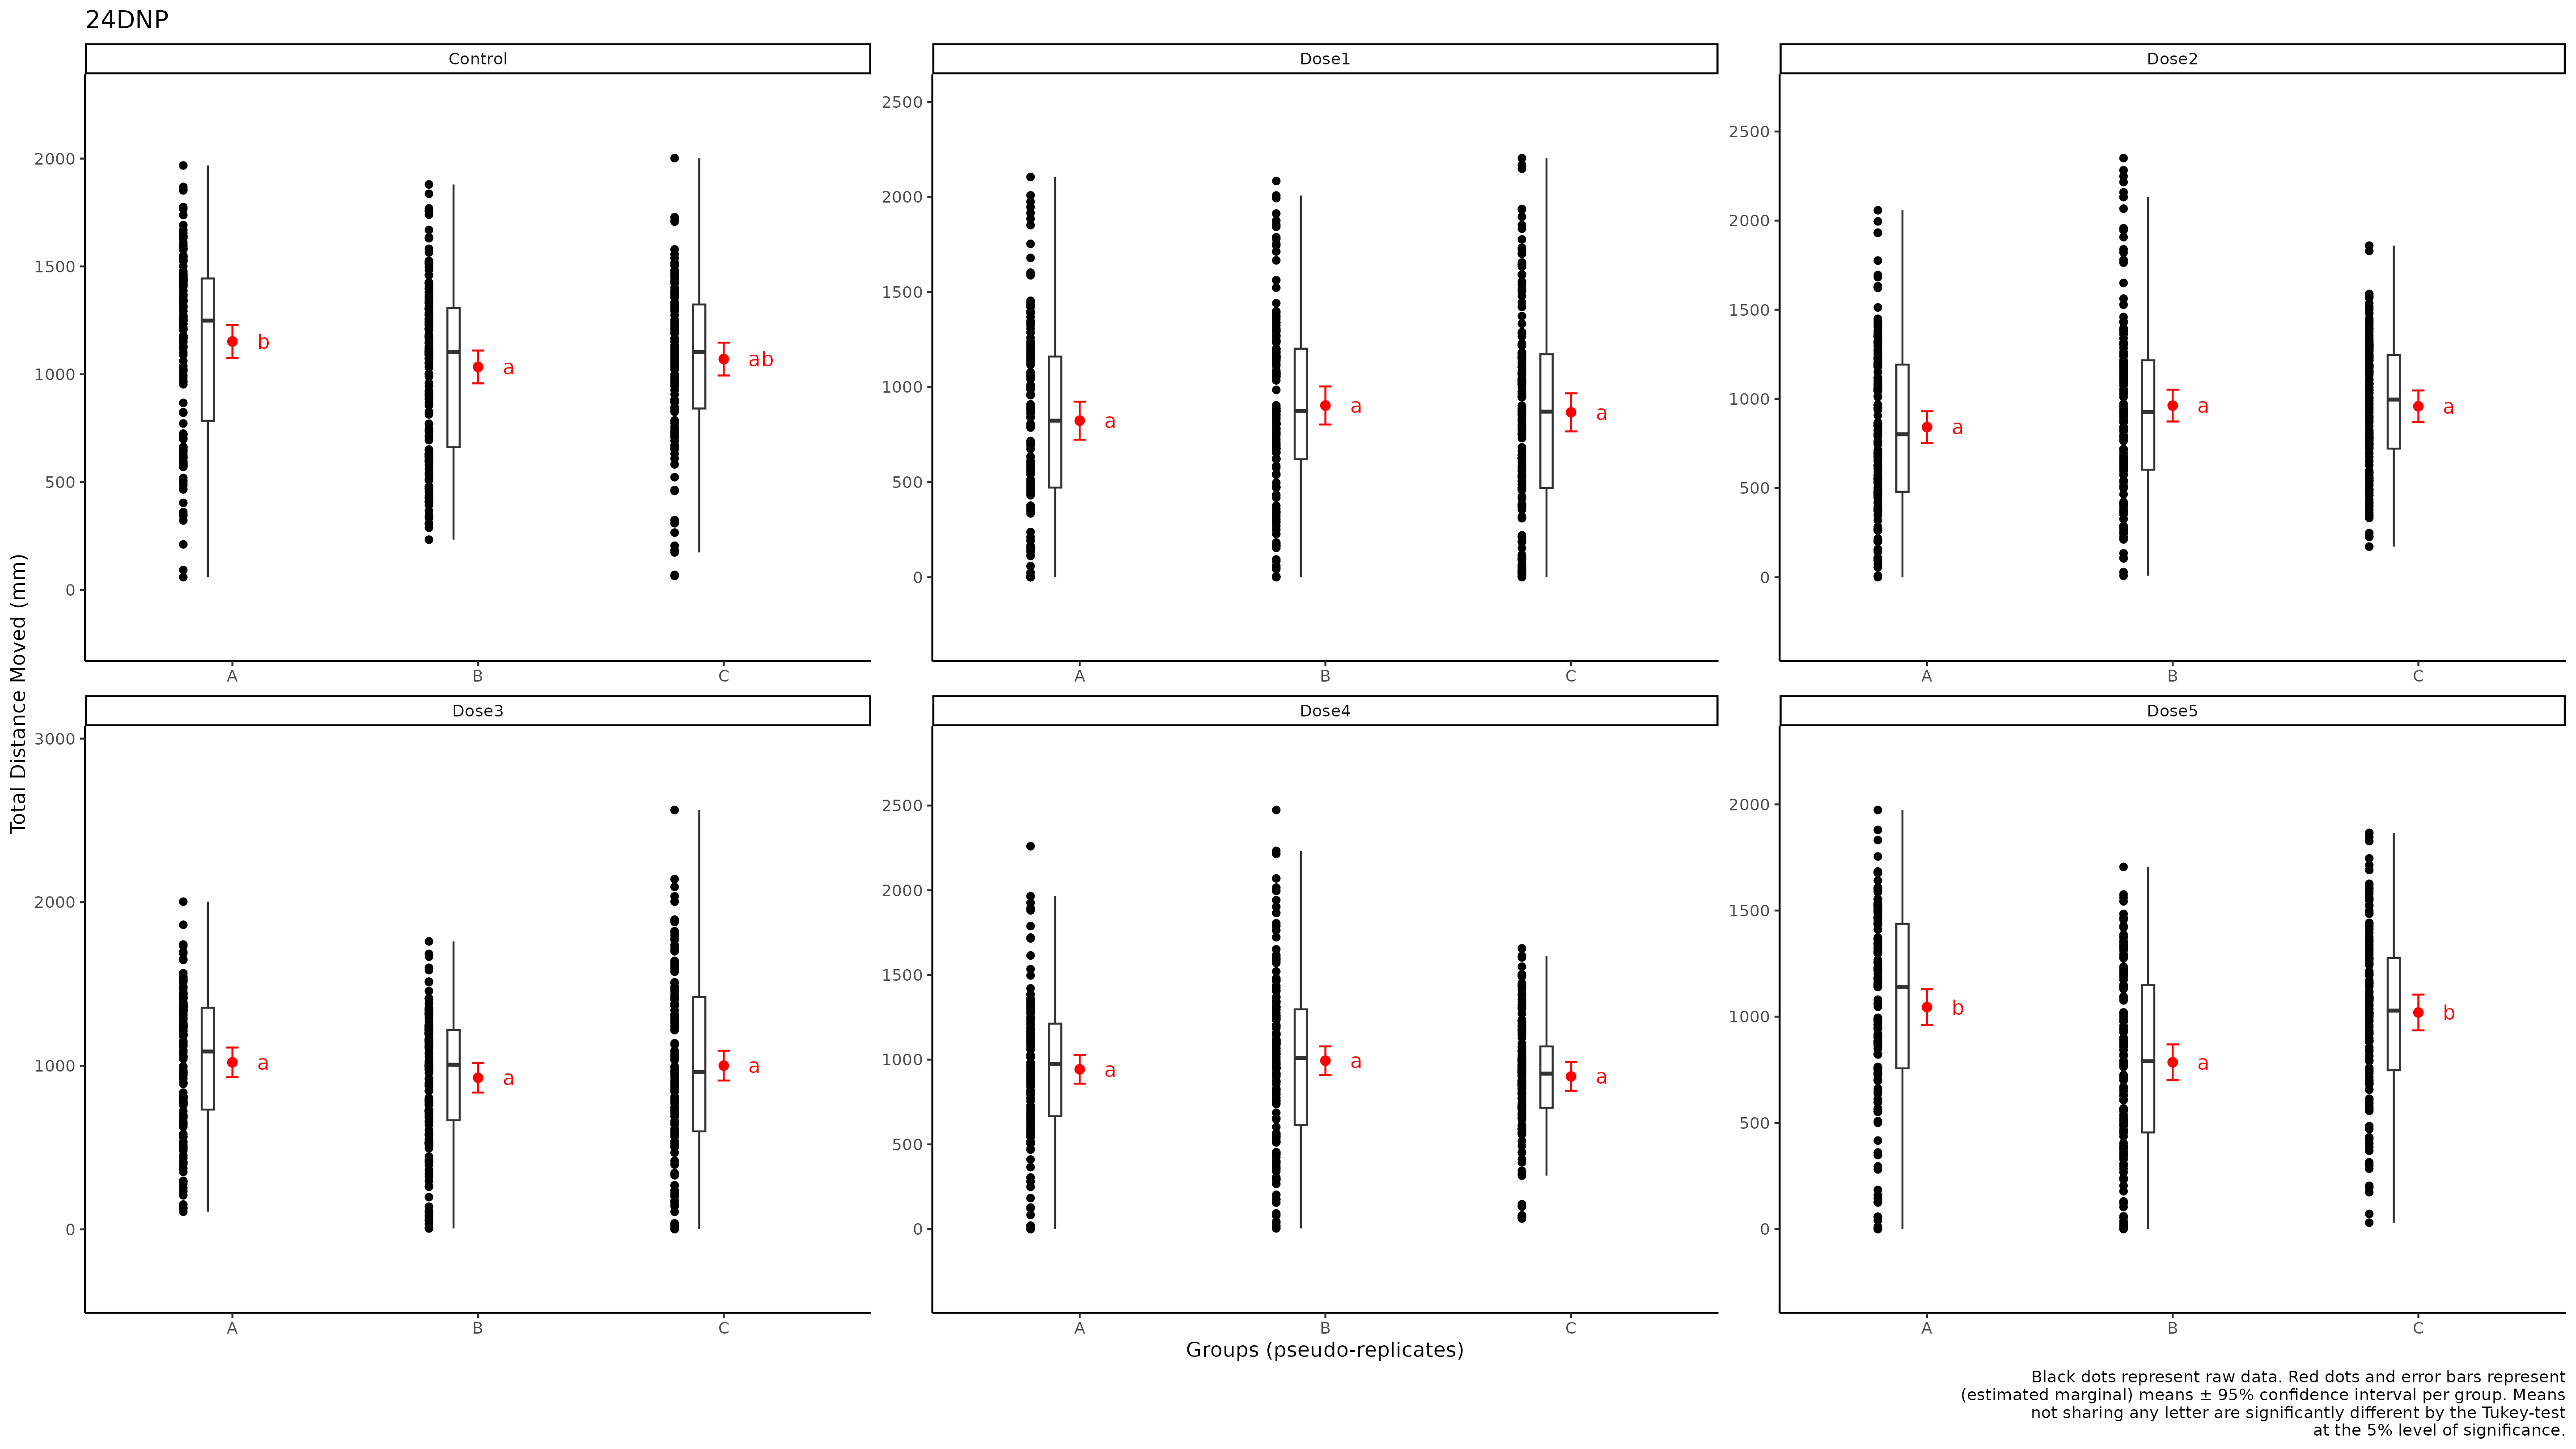 24DNP
Control
Dose1
Dose2
Total Distance Moved (mm)
2000
1500
1000
500
0
b
a
ab
A
B
C
2500
2000
1500
1000
500
0
a
a
a
A
B
C
2500
2000
1500
1000
500
0
a
a
a
A
B
C
Dose3
Dose4
Dose5
3000
2000
1000
0
a
a
a
A
B
C
2500
2000
1500
1000
500
0
a
a
a
A
B
C
2000
1500
1000
500
0
b
a
b
A
B
C
Groups (pseudo-replicates)
Black dots represent raw data. Red dots and error bars represent
(estimated marginal) means ± 95% confidence interval per group. Means
not sharing any letter are significantly different by the Tukey-test
at the 5% level of significance.